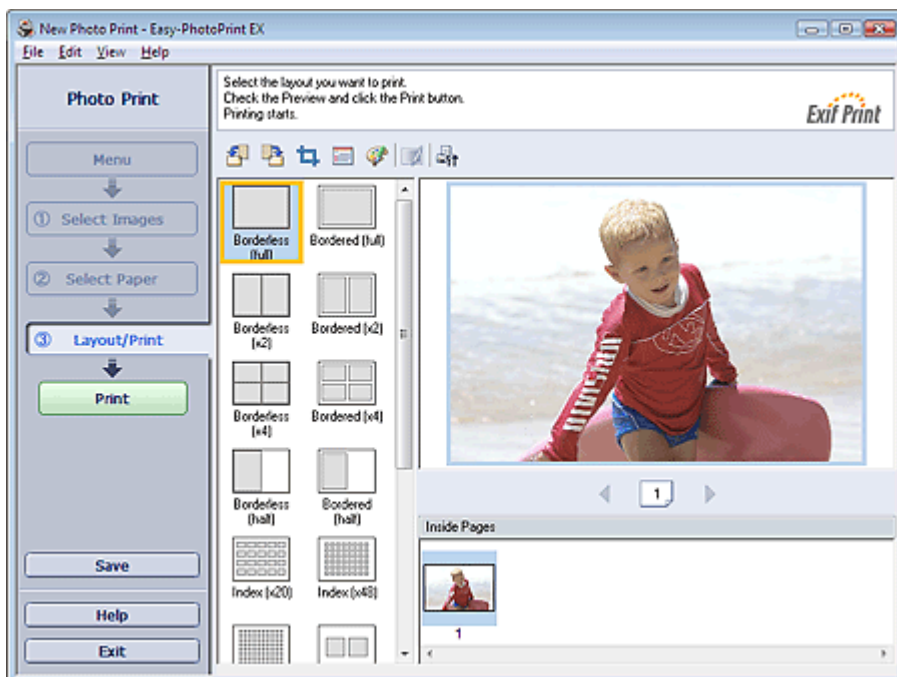 New Photo Print - Easy-PhotoPrint EX
File Edit View Help
Photo Print
Menu
① Select Images
② Select Paper
③ Layout/Print
Print
Save
Help
Exit
Select the layout you want to print.
Check the Preview and click the Print button.
Printing starts.
Exif Print
Borderless
(full)
Bordered (full)
Borderless
(x2)
Bordered (x2)
Borderless
(x4)
Bordered (x4)
Borderless
(half)
Bordered
(half)
Index (x20)
Index (x48)
1
Inside Pages
1